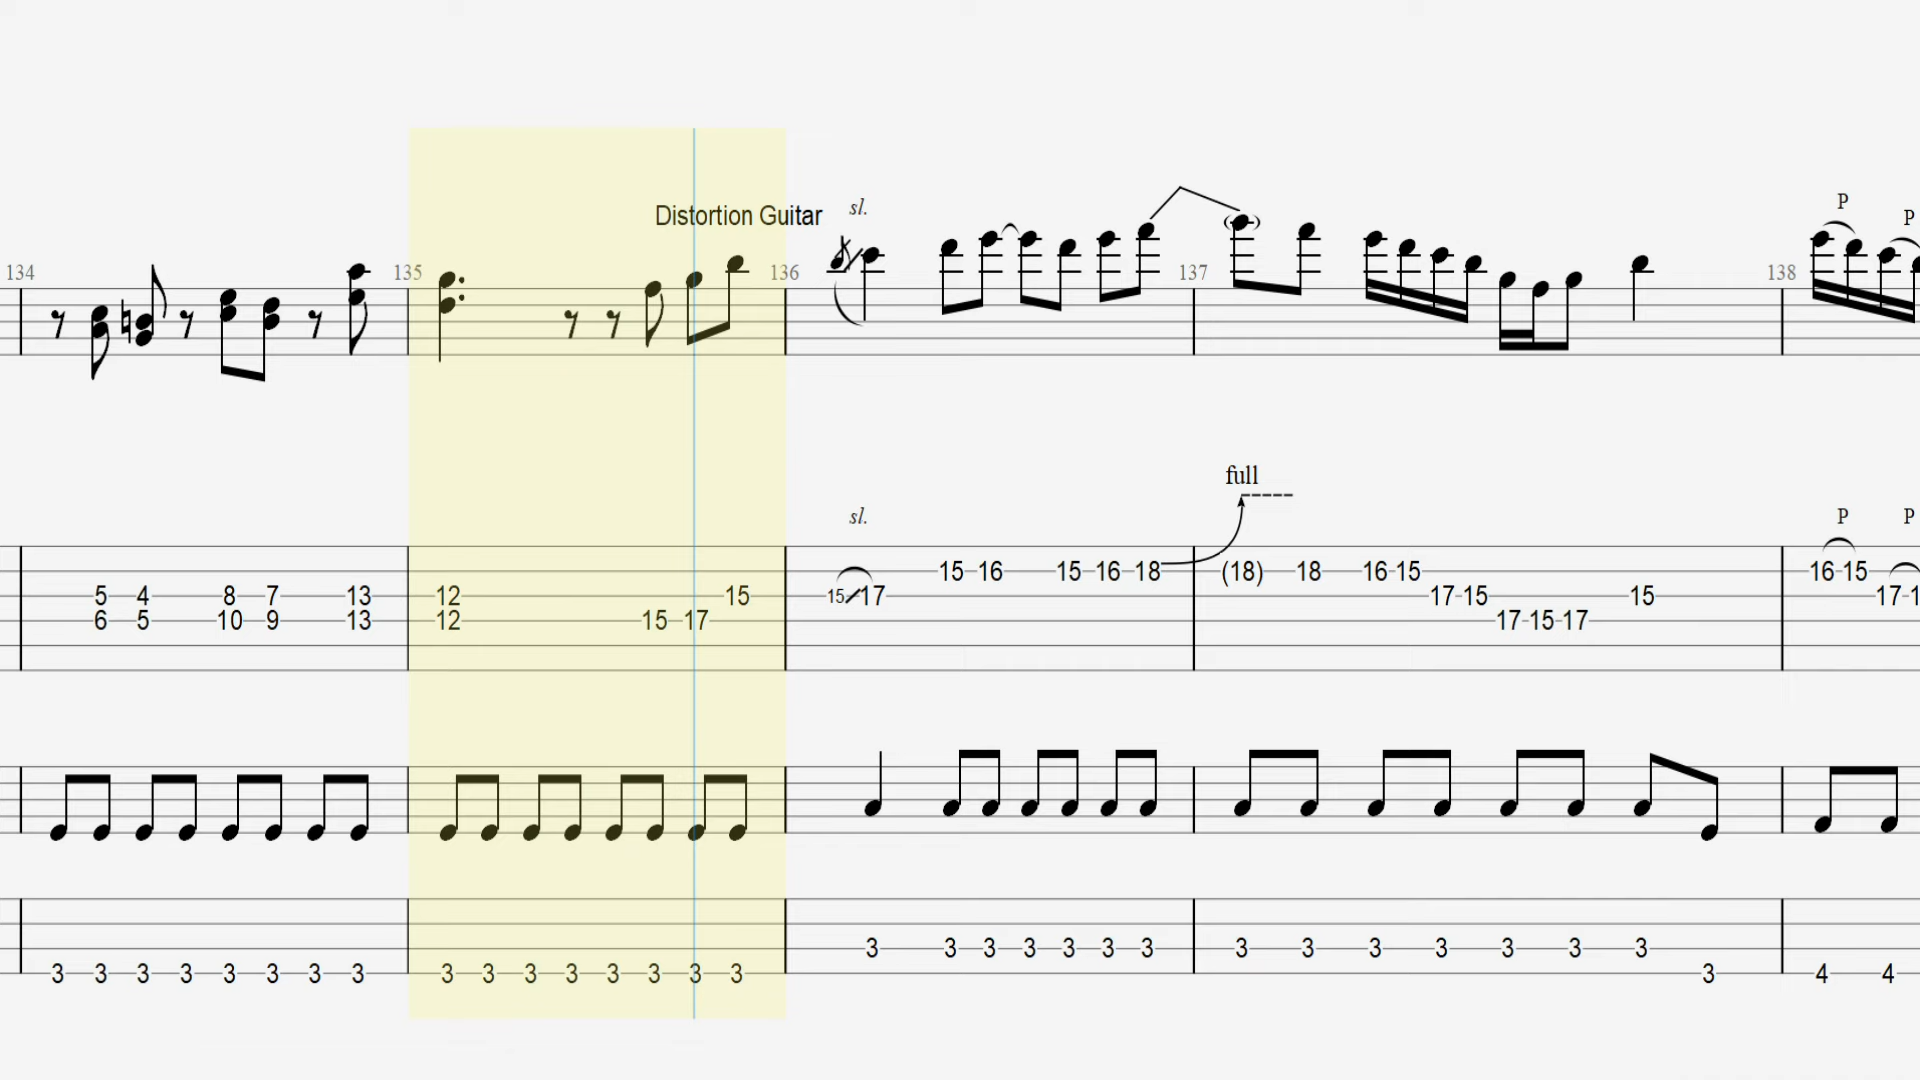 P
Distortion Guitar sl. P
134 135 136 137 138
full
sl. P P
15 16 15 16 18 (18) 18 16 15 16 15
5 4 8 7 13 12 15 15 17 17 15 15 17
6 5 10 9 13 12 15 17 17 15 17
3 3 3 3 3 3 3 3 3 3 3 3 3 3
3 3 3 3 3 3 3 3 3 3 3 3 3 3 3 3 3 4 4